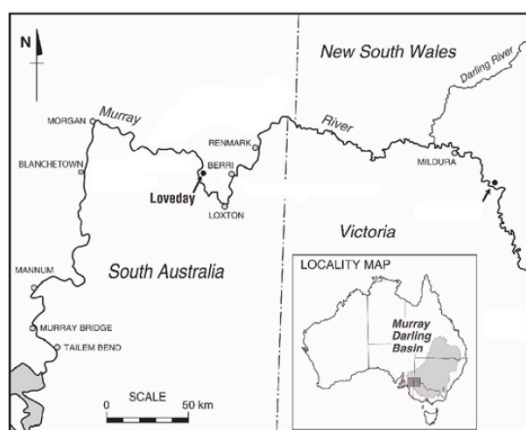 N
New South Wales
Darling River
Murray
River
MORGAN
RENMARK
BERRI
MILDURA
BLANCHETOWN
Loveday
LOXTON
Victoria
South Australia
MANNUM
MURRAY BRIDGE
TAILEM BEND
SCALE
0
50 km
LOCALITY MAP
Murray
Darling
Basin